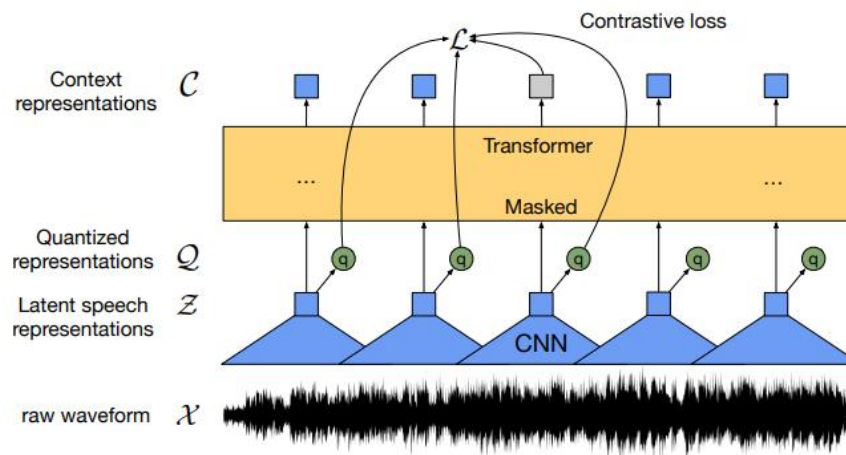 Contrastive loss
ℒ
Context
representations 𝒞
Transformer
... ...
Masked
Quantized
representations 𝒬
q q q q q
Latent speech
representations 𝒵
CNN
raw waveform 𝒳